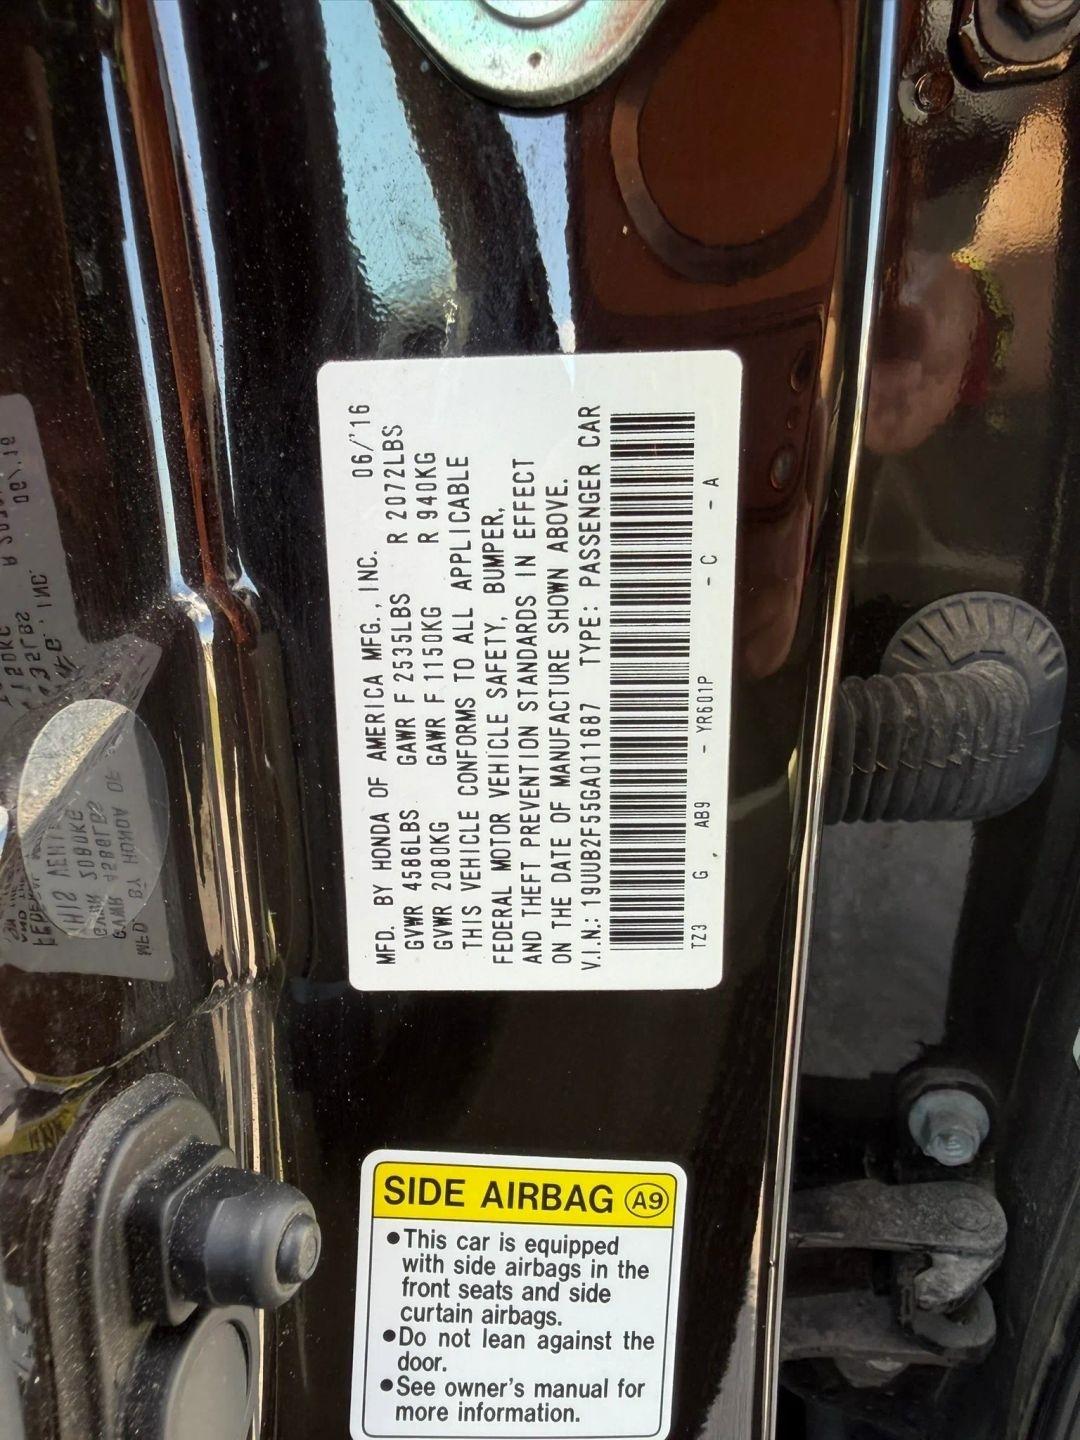 MFD. BY HONDA OF AMERICA MFG., INC. 06/'16
GVWR 4586LBS GAWR F 2535LBS R 2072LBS
GVWR 2080KG GAWR F 1150KG R 940KG
THIS VEHICLE CONFORMS TO ALL APPLICABLE
FEDERAL MOTOR VEHICLE SAFETY, BUMPER,
AND THEFT PREVENTION STANDARDS IN EFFECT
ON THE DATE OF MANUFACTURE SHOWN ABOVE.
V.I.N.: 19UUB2F55GA011687 TYPE: PASSENGER CAR
TZ3 G, AB9 - YR601P - C - A
SIDE AIRBAG A9
●This car is equipped
with side airbags in the
front seats and side
curtain airbags.
●Do not lean against the
door.
●See owner's manual for
more information.